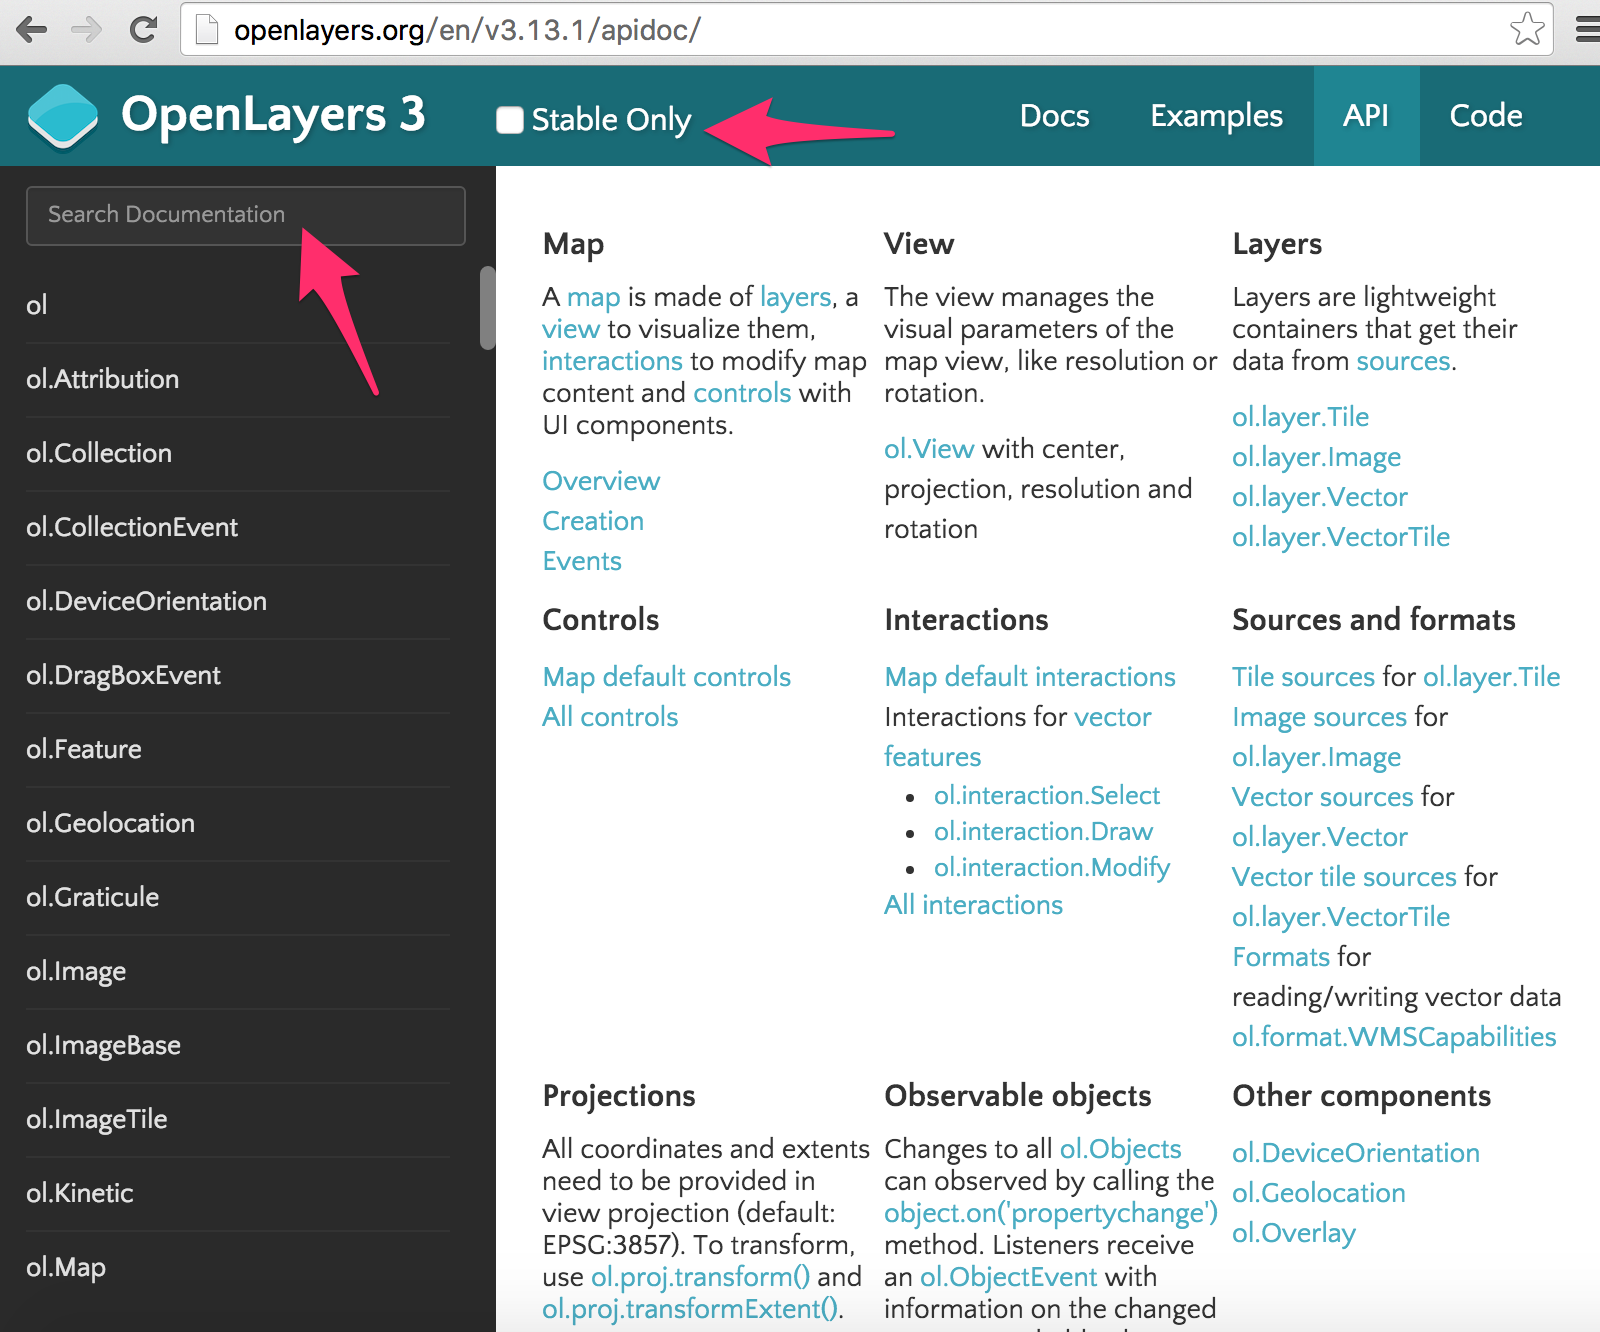 openlayers.org/en/v3.13.1/apidoc/
OpenLayers 3
Stable Only
Docs
Examples
API
Code
Search Documentation
ol
ol.Attribution
ol.Collection
ol.CollectionEvent
ol.DeviceOrientation
ol.DragBoxEvent
ol.Feature
ol.Geolocation
ol.Graticule
ol.Image
ol.ImageBase
ol.ImageTile
ol.Kinetic
ol.Map
Map
A map is made of layers, a
view to visualize them,
interactions to modify map
content and controls with
UI components.
Overview
Creation
Events
View
The view manages the
visual parameters of the
map view, like resolution or
rotation.
ol.View with center,
projection, resolution and
rotation
Layers
Layers are lightweight
containers that get their
data from sources.
ol.layer.Tile
ol.layer.Image
ol.layer.Vector
ol.layer.VectorTile
Controls
Map default controls
All controls
Interactions
Map default interactions
Interactions for vector
features
ol.interaction.Select
ol.interaction.Draw
ol.interaction.Modify
All interactions
Sources and formats
Tile sources for ol.layer.Tile
Image sources for
ol.layer.Image
Vector sources for
ol.layer.Vector
Vector tile sources for
ol.layer.VectorTile
Formats for
reading/writing vector data
ol.format.WMSCapabilities
Projections
All coordinates and extents
need to be provided in
view projection (default:
EPSG:3857). To transform,
use ol.proj.transform() and
ol.proj.transformExtent().
Observable objects
Changes to all ol.Objects
can observed by calling the
object.on('propertychange')
method. Listeners receive
an ol.ObjectEvent with
information on the changed
Other components
ol.DeviceOrientation
ol.Geolocation
ol.Overlay